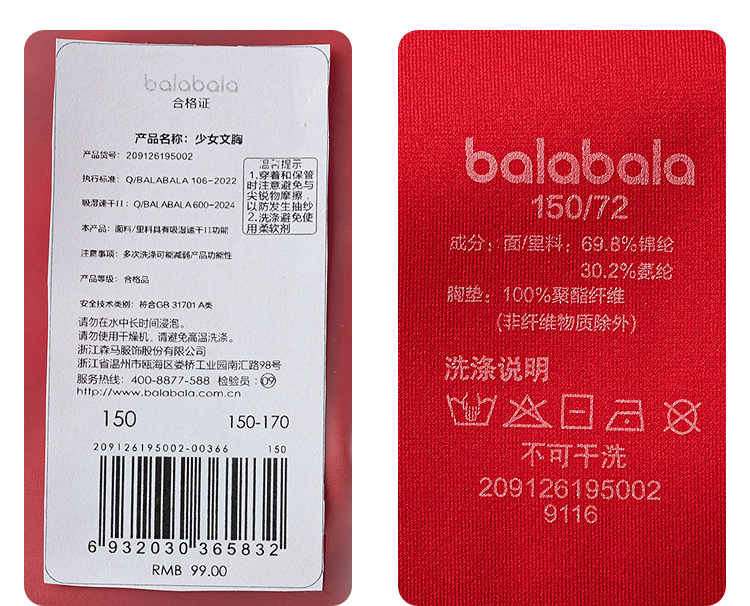 balabala
合格证
产品名称：少女文胸
产品货号：209126195002
执行标准：Q/BALABALA 106-2022
吸湿速干II：Q/BALABALA 600-2024
本产品：面料/里料具有吸湿速干II功能
注意事项：多次洗涤可能减弱产品功能性
产品等级：合格品
安全技术类别：符合GB 31701 A类
温馨提示
1.穿着和保管
时注意避免与
尖锐物摩擦，
以防发生抽纱
2.洗涤避免使
用柔软剂
请勿在水中长时间浸泡。
请勿使用干燥机，请避免高温洗涤。
浙江森马服饰股份有限公司
浙江省温州市瓯海区娄桥工业园南汇路98号
服务热线：400-8877-588 检验员：09
http://www.balabala.com.cn
150 150-170
209126195002-00366 150
6 932030 365832
RMB 99.00
balabala
150/72
成分：面/里料：69.8%锦纶
30.2%氨纶
胸垫：100%聚酯纤维
(非纤维物质除外)
洗涤说明
不可干洗
209126195002
9116